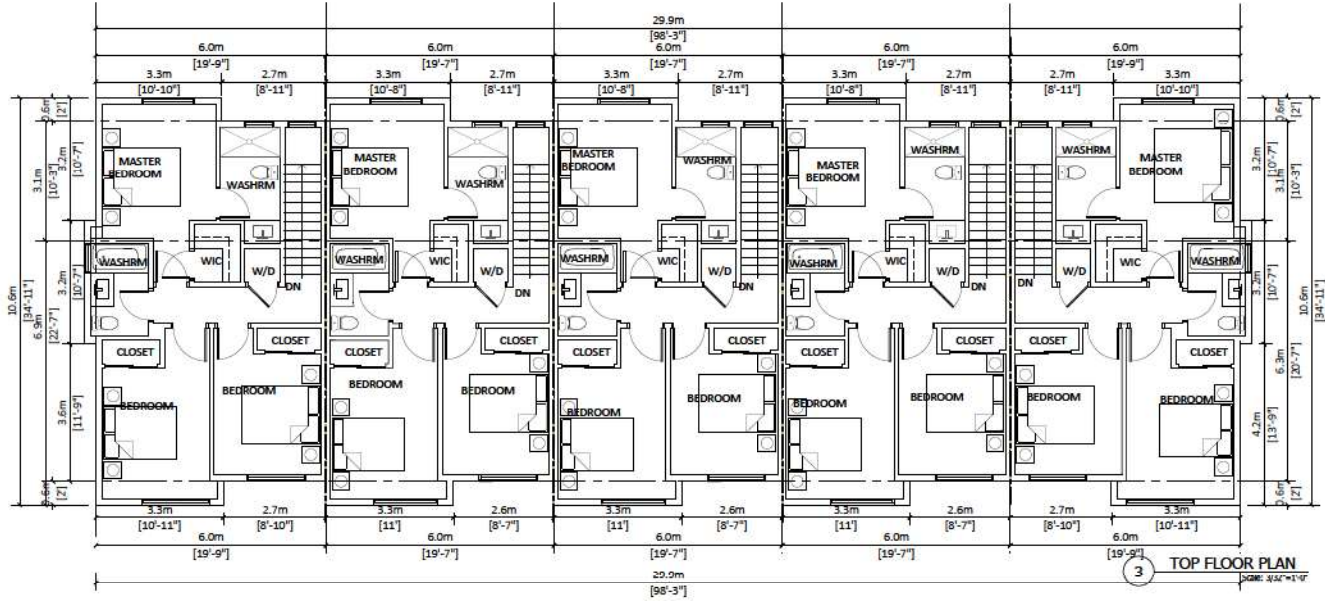 29.9m
[98'-3"]
6.0m 6.0m 6.0m 6.0m 6.0m
[19'-9"] [19'-7"] [19'-7"] [19'-7"] [19'-9"]
3.3m 2.7m 3.3m 2.7m 3.3m 2.7m 3.3m 2.7m 2.7m 3.3m
[10'-10"] [8'-11"] [10'-8"] [8'-11"] [10'-8"] [8'-11"] [10'-8"] [8'-11"] [8'-11"] [10'-10"]
0.6m
[2']
3.2m
[10'-7"]
3.1m
[10'-3"]
3.2m
[10'-7"]
10.6m
[34'-11"]
6.9m
[22'-7"]
3.6m
[11'-9"]
0.6m
[2']
MASTER
BEDROOM
WASHRM
WASHRM
WIC
W/D
DN
CLOSET
CLOSET
BEDROOM
BEDROOM
MASTER
BEDROOM
WASHRM
WASHRM
WIC
W/D
DN
CLOSET
CLOSET
BEDROOM
BEDROOM
MASTER
BEDROOM
WASHRM
WASHRM
WIC
W/D
DN
CLOSET
CLOSET
BEDROOM
BEDROOM
MASTER
BEDROOM
WASHRM
WASHRM
WIC
W/D
DN
CLOSET
CLOSET
BEDROOM
BEDROOM
WASHRM
MASTER
BEDROOM
DN
W/D
WIC
WASHRM
CLOSET
CLOSET
BEDROOM
BEDROOM
0.6m
[2']
3.2m
[10'-7"]
3.1m
[10'-3"]
3.2m
[10'-7"]
10.6m
[34'-11"]
6.3m
[20'-7"]
4.2m
[13'-9"]
0.6m
[2']
3.3m 2.7m 3.3m 2.6m 3.3m 2.6m 3.3m 2.6m 2.7m 3.3m
[10'-11"] [8'-10"] [11'] [8'-7"] [11'] [8'-7"] [11'] [8'-7"] [8'-10"] [10'-11"]
6.0m 6.0m 6.0m 6.0m 6.0m
[19'-9"] [19'-7"] [19'-7"] [19'-7"] [19'-9"]
29.9m
[98'-3"]
3 TOP FLOOR PLAN
Scale: 3/32"=1'-0"